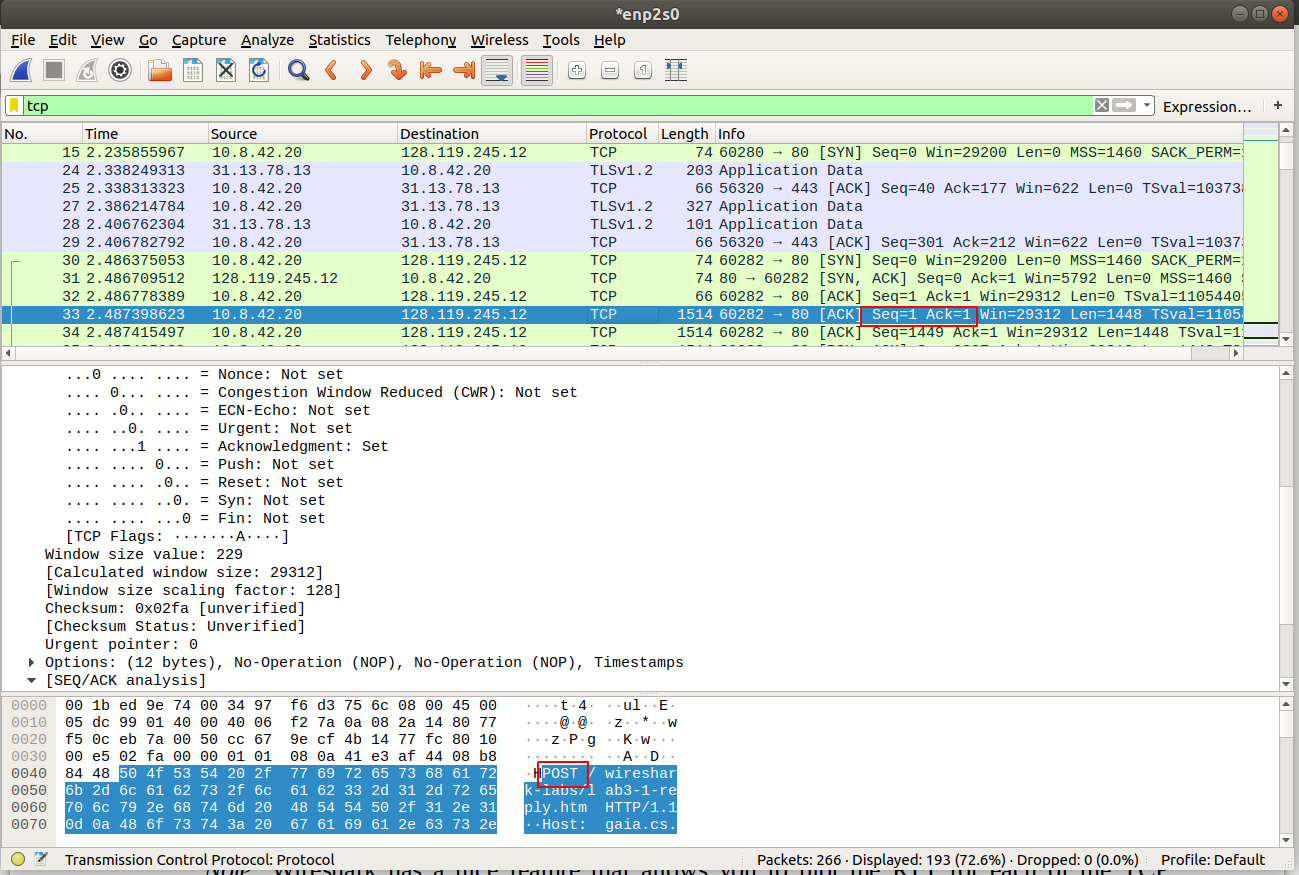 *enp2s0
File Edit View Go Capture Analyze Statistics Telephony Wireless Tools Help
tcp Expression… +
No. Time Source Destination Protocol Length Info
15 2.235855967 10.8.42.20 128.119.245.12 TCP 74 60280 → 80 [SYN] Seq=0 Win=29200 Len=0 MSS=1460 SACK_PERM=
24 2.338249313 31.13.78.13 10.8.42.20 TLSv1.2 203 Application Data
25 2.338313323 10.8.42.20 31.13.78.13 TCP 66 56320 → 443 [ACK] Seq=40 Ack=177 Win=622 Len=0 TSval=10373
27 2.386214784 10.8.42.20 31.13.78.13 TLSv1.2 327 Application Data
28 2.406762304 31.13.78.13 10.8.42.20 TLSv1.2 101 Application Data
29 2.406782792 10.8.42.20 31.13.78.13 TCP 66 56320 → 443 [ACK] Seq=301 Ack=212 Win=622 Len=0 TSval=1037
30 2.486375053 10.8.42.20 128.119.245.12 TCP 74 60282 → 80 [SYN] Seq=0 Win=29200 Len=0 MSS=1460 SACK_PERM=
31 2.486709512 128.119.245.12 10.8.42.20 TCP 74 80 → 60282 [SYN, ACK] Seq=0 Ack=1 Win=5792 Len=0 MSS=1460
32 2.486778389 10.8.42.20 128.119.245.12 TCP 66 60282 → 80 [ACK] Seq=1 Ack=1 Win=29312 Len=0 TSval=1105440
33 2.487398623 10.8.42.20 128.119.245.12 TCP 1514 60282 → 80 [ACK] Seq=1 Ack=1 Win=29312 Len=1448 TSval=11054
34 2.487415497 10.8.42.20 128.119.245.12 TCP 1514 60282 → 80 [ACK] Seq=1449 Ack=1 Win=29312 Len=1448 TSval=1
...0 .... .... = Nonce: Not set
.... 0... .... = Congestion Window Reduced (CWR): Not set
.... .0.. .... = ECN-Echo: Not set
.... ..0. .... = Urgent: Not set
.... ...1 .... = Acknowledgment: Set
.... .... 0... = Push: Not set
.... .... .0.. = Reset: Not set
.... .... ..0. = Syn: Not set
.... .... ...0 = Fin: Not set
[TCP Flags: ·······A····]
Window size value: 229
[Calculated window size: 29312]
[Window size scaling factor: 128]
Checksum: 0x02fa [unverified]
[Checksum Status: Unverified]
Urgent pointer: 0
Options: (12 bytes), No-Operation (NOP), No-Operation (NOP), Timestamps
[SEQ/ACK analysis]
0000 00 1b ed 9e 74 00 34 97 f6 d3 75 6c 08 00 45 00 ····t·4· ··ul··E·
0010 05 dc 99 01 40 00 40 06 f2 7a 0a 08 2a 14 80 77 ····@·@· ·z··*··w
0020 f5 0c eb 7a 00 50 cc 67 9e cf 4b 14 77 fc 80 10 ···z·P·g ··K·w···
0030 00 e5 02 fa 00 00 01 01 08 0a 41 e3 af 44 08 b8 ········ ··A··D··
0040 84 48 50 4f 53 54 20 2f 77 69 72 65 73 68 61 72 ·HPOST / wireshar
0050 6b 2d 6c 61 62 73 2f 6c 61 62 33 2d 31 2d 72 65 k-labs/l ab3-1-re
0060 70 6c 79 2e 68 74 6d 20 48 54 54 50 2f 31 2e 31 ply.htm HTTP/1.1
0070 0d 0a 48 6f 73 74 3a 20 67 61 69 61 2e 63 73 2e ··Host: gaia.cs.
Transmission Control Protocol: Protocol Packets: 266 · Displayed: 193 (72.6%) · Dropped: 0 (0.0%) Profile: Default